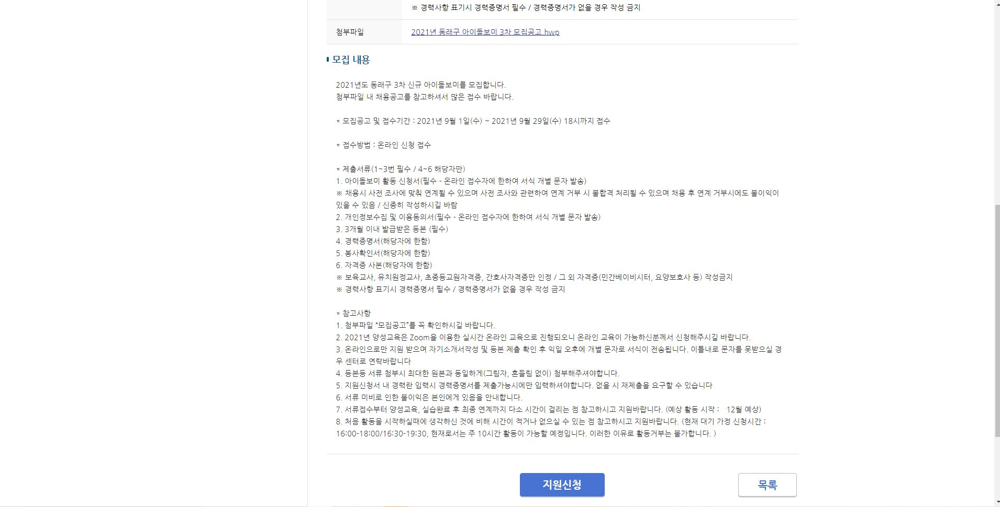 ※ 경력사항 표기시 경력증명서 필수 / 경력증명서가 없을 경우 작성 금지
첨부파일
2021년 동래구 아이돌보미 3차 모집공고.hwp
모집 내용
2021년도 동래구 3차 신규 아이돌보미를 모집합니다.
첨부파일 내 채용공고를 참고하셔서 많은 접수 바랍니다.
* 모집공고 및 접수기간 : 2021년 9월 1일(수) ~ 2021년 9월 29일(수) 18시까지 접수
* 접수방법 : 온라인 신청 접수
* 제출서류(1~3번 필수 / 4~6 해당자만)
1. 아이돌보미 활동 신청서(필수 - 온라인 접수자에 한하여 서식 개별 문자 발송)
※ 채용시 사전 조사에 맞춰 연계될 수 있으며 사전 조사와 관련하여 연계 거부 시 불합격 처리될 수 있으며 채용 후 연계 거부시에도 불이익이
있을 수 있음 / 신중히 작성하시길 바람
2. 개인정보수집 및 이용동의서(필수 - 온라인 접수자에 한하여 서식 개별 문자 발송)
3. 3개월 이내 발급받은 등본 (필수)
4. 경력증명서(해당자에 한함)
5. 봉사확인서(해당자에 한함)
6. 자격증 사본(해당자에 한함)
※ 보육교사, 유치원정교사, 초중등교원자격증, 간호사자격증만 인정 / 그 외 자격증(민간베이비시터, 요양보호사 등) 작성금지
※ 경력사항 표기시 경력증명서 필수 / 경력증명서가 없을 경우 작성 금지
* 참고사항
1. 첨부파일 “모집공고”를 꼭 확인하시길 바랍니다.
2. 2021년 양성교육은 Zoom을 이용한 실시간 온라인 교육으로 진행되오니 온라인 교육이 가능하신분께서 신청해주시길 바랍니다.
3. 온라인으로만 지원 받으며 자기소개서작성 및 등본 제출 확인 후 익일 오후에 개별 문자로 서식이 전송됩니다. 이틀내로 문자를 못받으실 경
우 센터로 연락바랍니다
4. 등본등 서류 첨부시 최대한 원본과 동일하게(그림자, 흔들림 없이) 첨부해주셔야합니다.
5. 지원신청서 내 경력란 입력시 경력증명서를 제출가능시에만 입력하셔야합니다. 없을 시 재제출을 요구할 수 있습니다
6. 서류 미비로 인한 불이익은 본인에게 있음을 안내합니다.
7. 서류접수부터 양성교육, 실습완료 후 최종 연계까지 다소 시간이 걸리는 점 참고하시고 지원바랍니다. (예상 활동 시작 : 12월 예상)
8. 처음 활동을 시작하실때에 생각하신 것에 비해 시간이 적거나 없으실 수 있는 점 참고하시고 지원바랍니다. (현재 대기 가정 신청시간 :
16:00-18:00/16:30-19:30, 현재로서는 주 10시간 활동이 가능할 예정입니다. 이러한 이유로 활동거부는 불가합니다. )
지원신청
목록